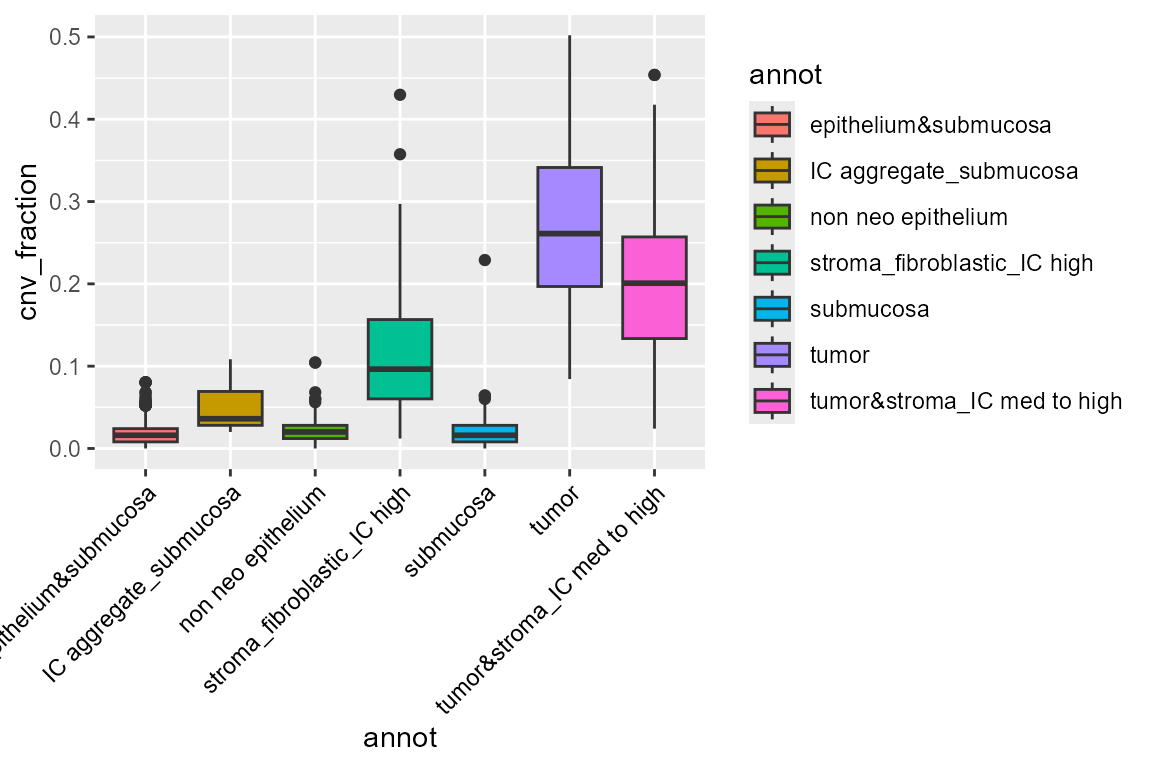 0.5
0.4
0.3
0.2
0.1
0.0
cnv_fraction
IC aggregate_submucosa
non neo epithelium
stroma_fibroblastic_IC high
submucosa
tumor
tumor&stroma_IC med to high
annot
annot
epithelium&submucosa
IC aggregate_submucosa
non neo epithelium
stroma_fibroblastic_IC high
submucosa
tumor
tumor&stroma_IC med to high